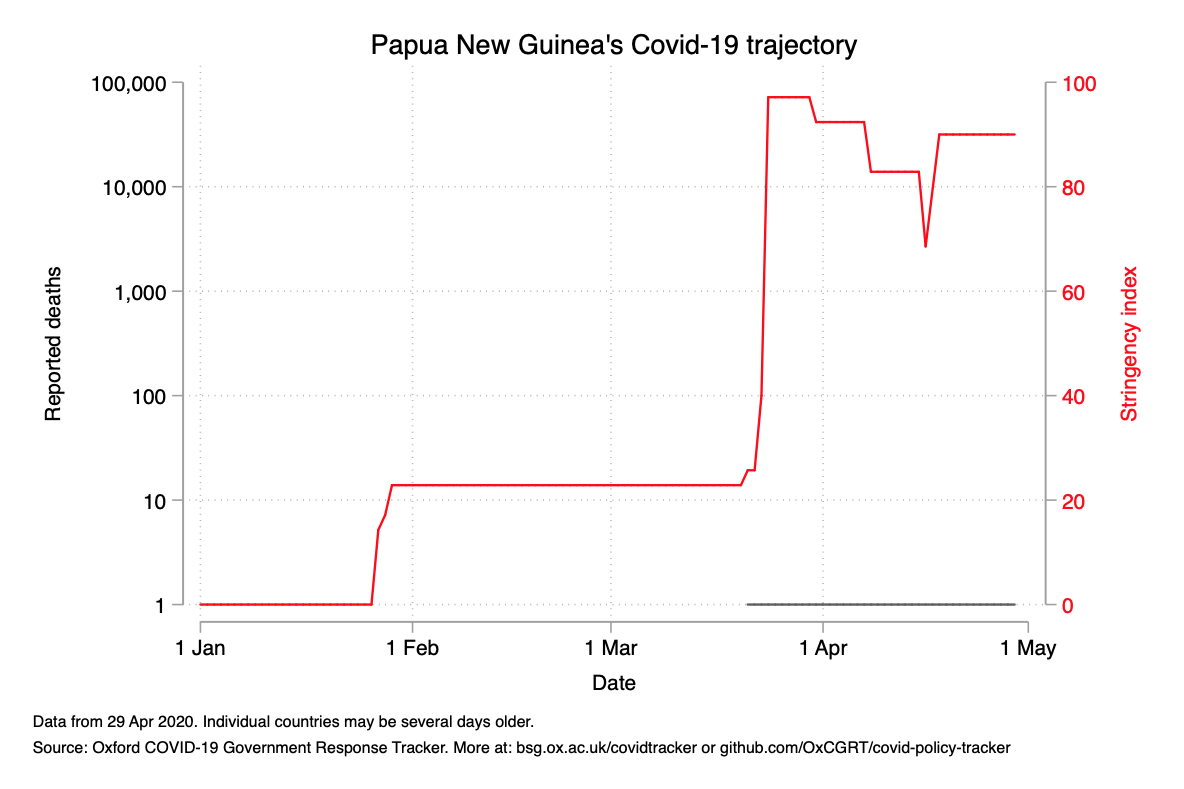 Papua New Guinea's Covid-19 trajectory
100,000
10,000
1,000
100
10
1
Reported deaths
100
80
60
40
20
0
Stringency index
1 Jan
1 Feb
1 Mar
1 Apr
1 May
Date
Data from 29 Apr 2020. Individual countries may be several days older.
Source: Oxford COVID-19 Government Response Tracker. More at: bsg.ox.ac.uk/covidtracker or github.com/OxCGRT/covid-policy-tracker